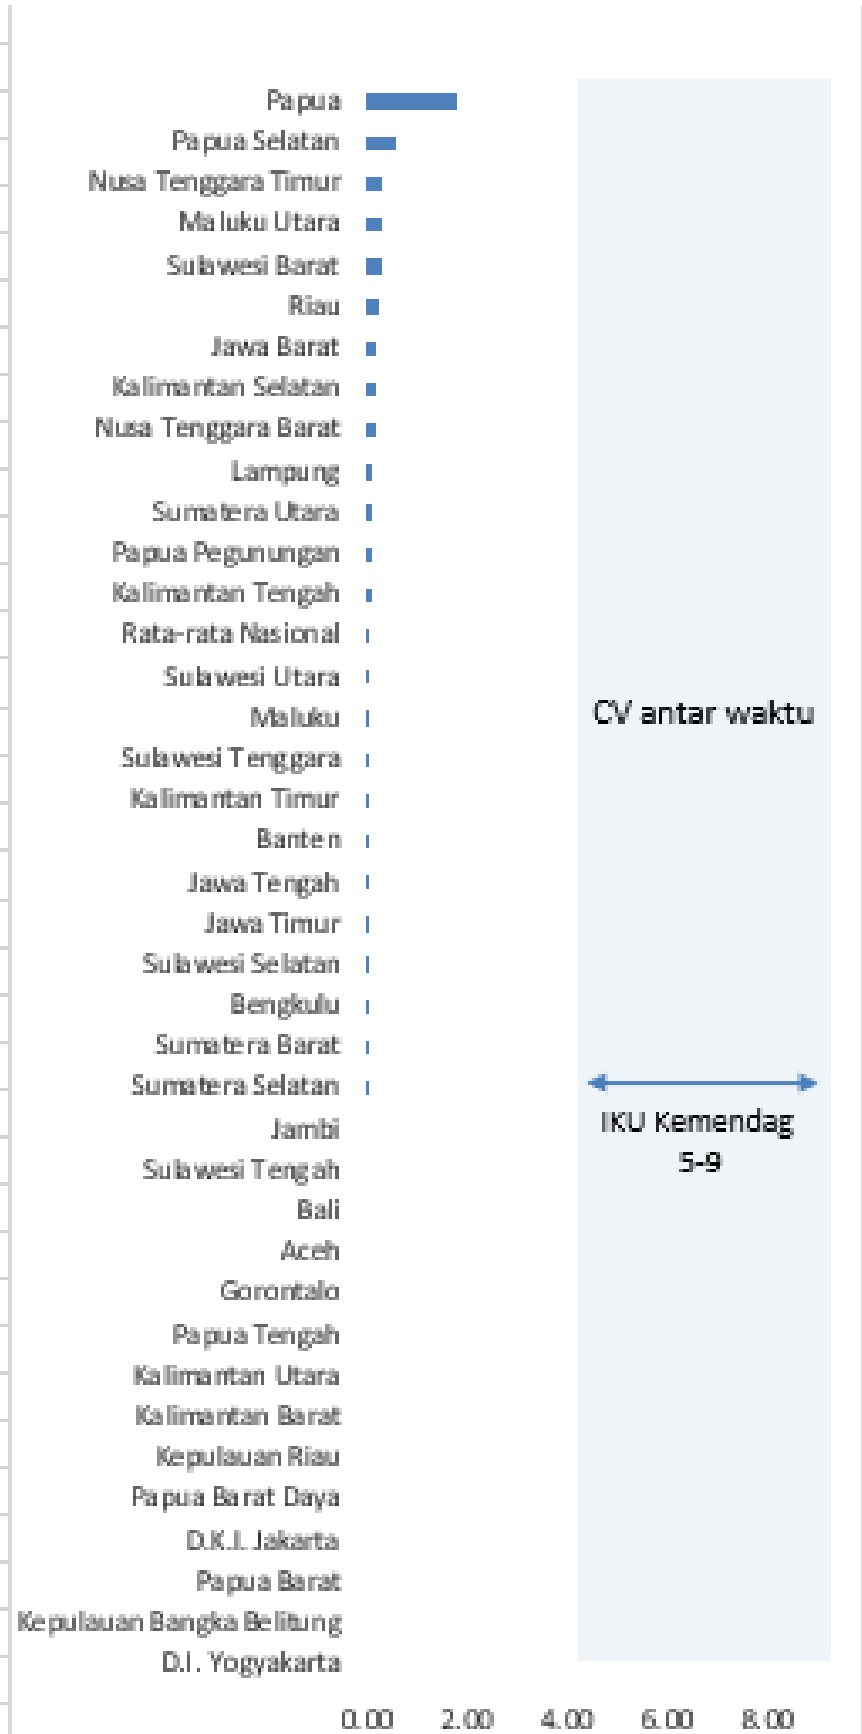 Papua
Papua Selatan
Nusa Tenggara Timur
Maluku Utara
Sulawesi Barat
Riau
Jawa Barat
Kalimantan Selatan
Nusa Tenggara Barat
Lampung
Sumatera Utara
Papua Pegunungan
Kalimantan Tengah
Rata-rata Nasional
Sulawesi Utara
Maluku
Sulawesi Tenggara
Kalimantan Timur
Banten
Jawa Tengah
Jawa Timur
Sulawesi Selatan
Bengkulu
Sumatera Barat
Sumatera Selatan
Jambi
Sulawesi Tengah
Bali
Aceh
Gorontalo
Papua Tengah
Kalimantan Utara
Kalimantan Barat
Kepulauan Riau
Papua Barat Daya
D.K.I. Jakarta
Papua Barat
Kepulauan Bangka Belitung
D.I. Yogyakarta
CV antar waktu
IKU Kemendag
5-9
0.00 2.00 4.00 6.00 8.00